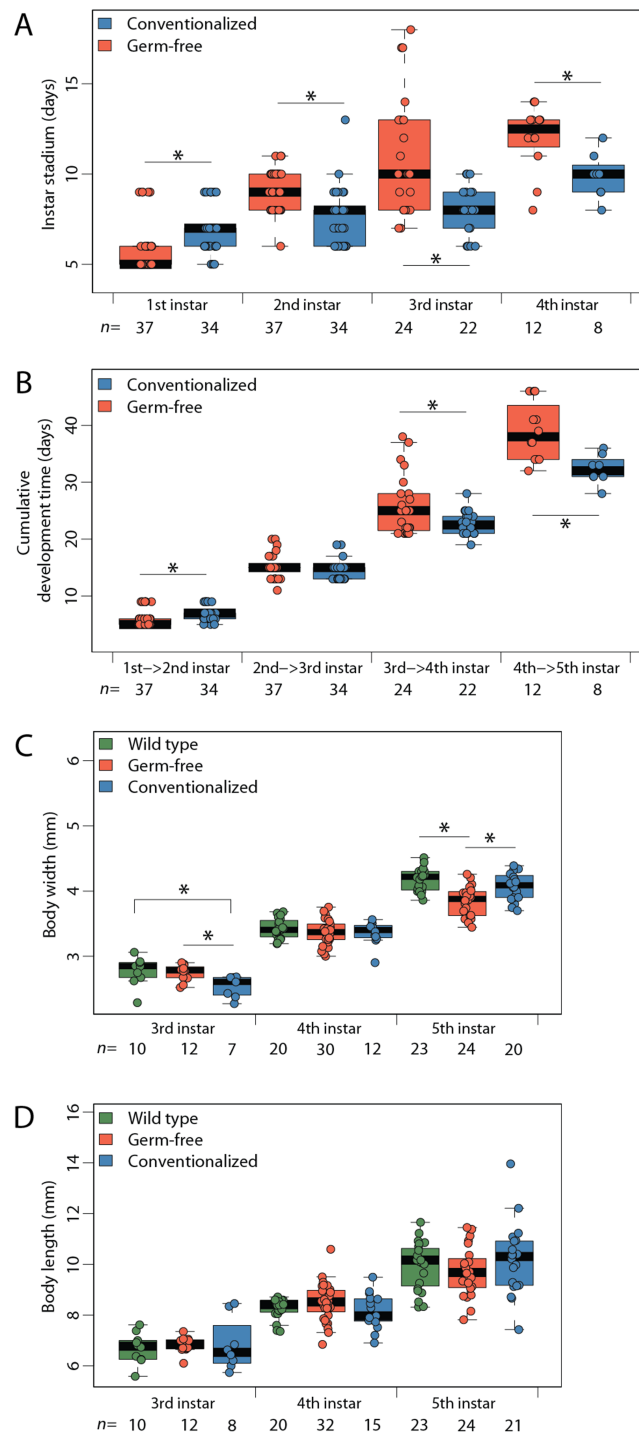 A
Conventionalized
Germ-free
Instar stadium (days)
15
10
5
*
*
*
*
*
1st instar 2nd instar 3rd instar 4th instar
n= 37 34 37 34 24 22 12 8
B
Conventionalized
Germ-free
Cumulative
development time (days)
40
30
20
10
*
*
*
1st−>2nd instar 2nd−>3rd instar 3rd−>4th instar 4th−>5th instar
n= 37 34 37 34 24 22 12 8
C
Wild type
Germ-free
Conventionalized
Body width (mm)
6
5
4
3
*
*
*
*
3rd instar 4th instar 5th instar
n= 10 12 7 20 30 12 23 24 20
D
Wild type
Germ-free
Conventionalized
Body length (mm)
16
14
12
10
8
6
3rd instar 4th instar 5th instar
n= 10 12 8 20 32 15 23 24 21